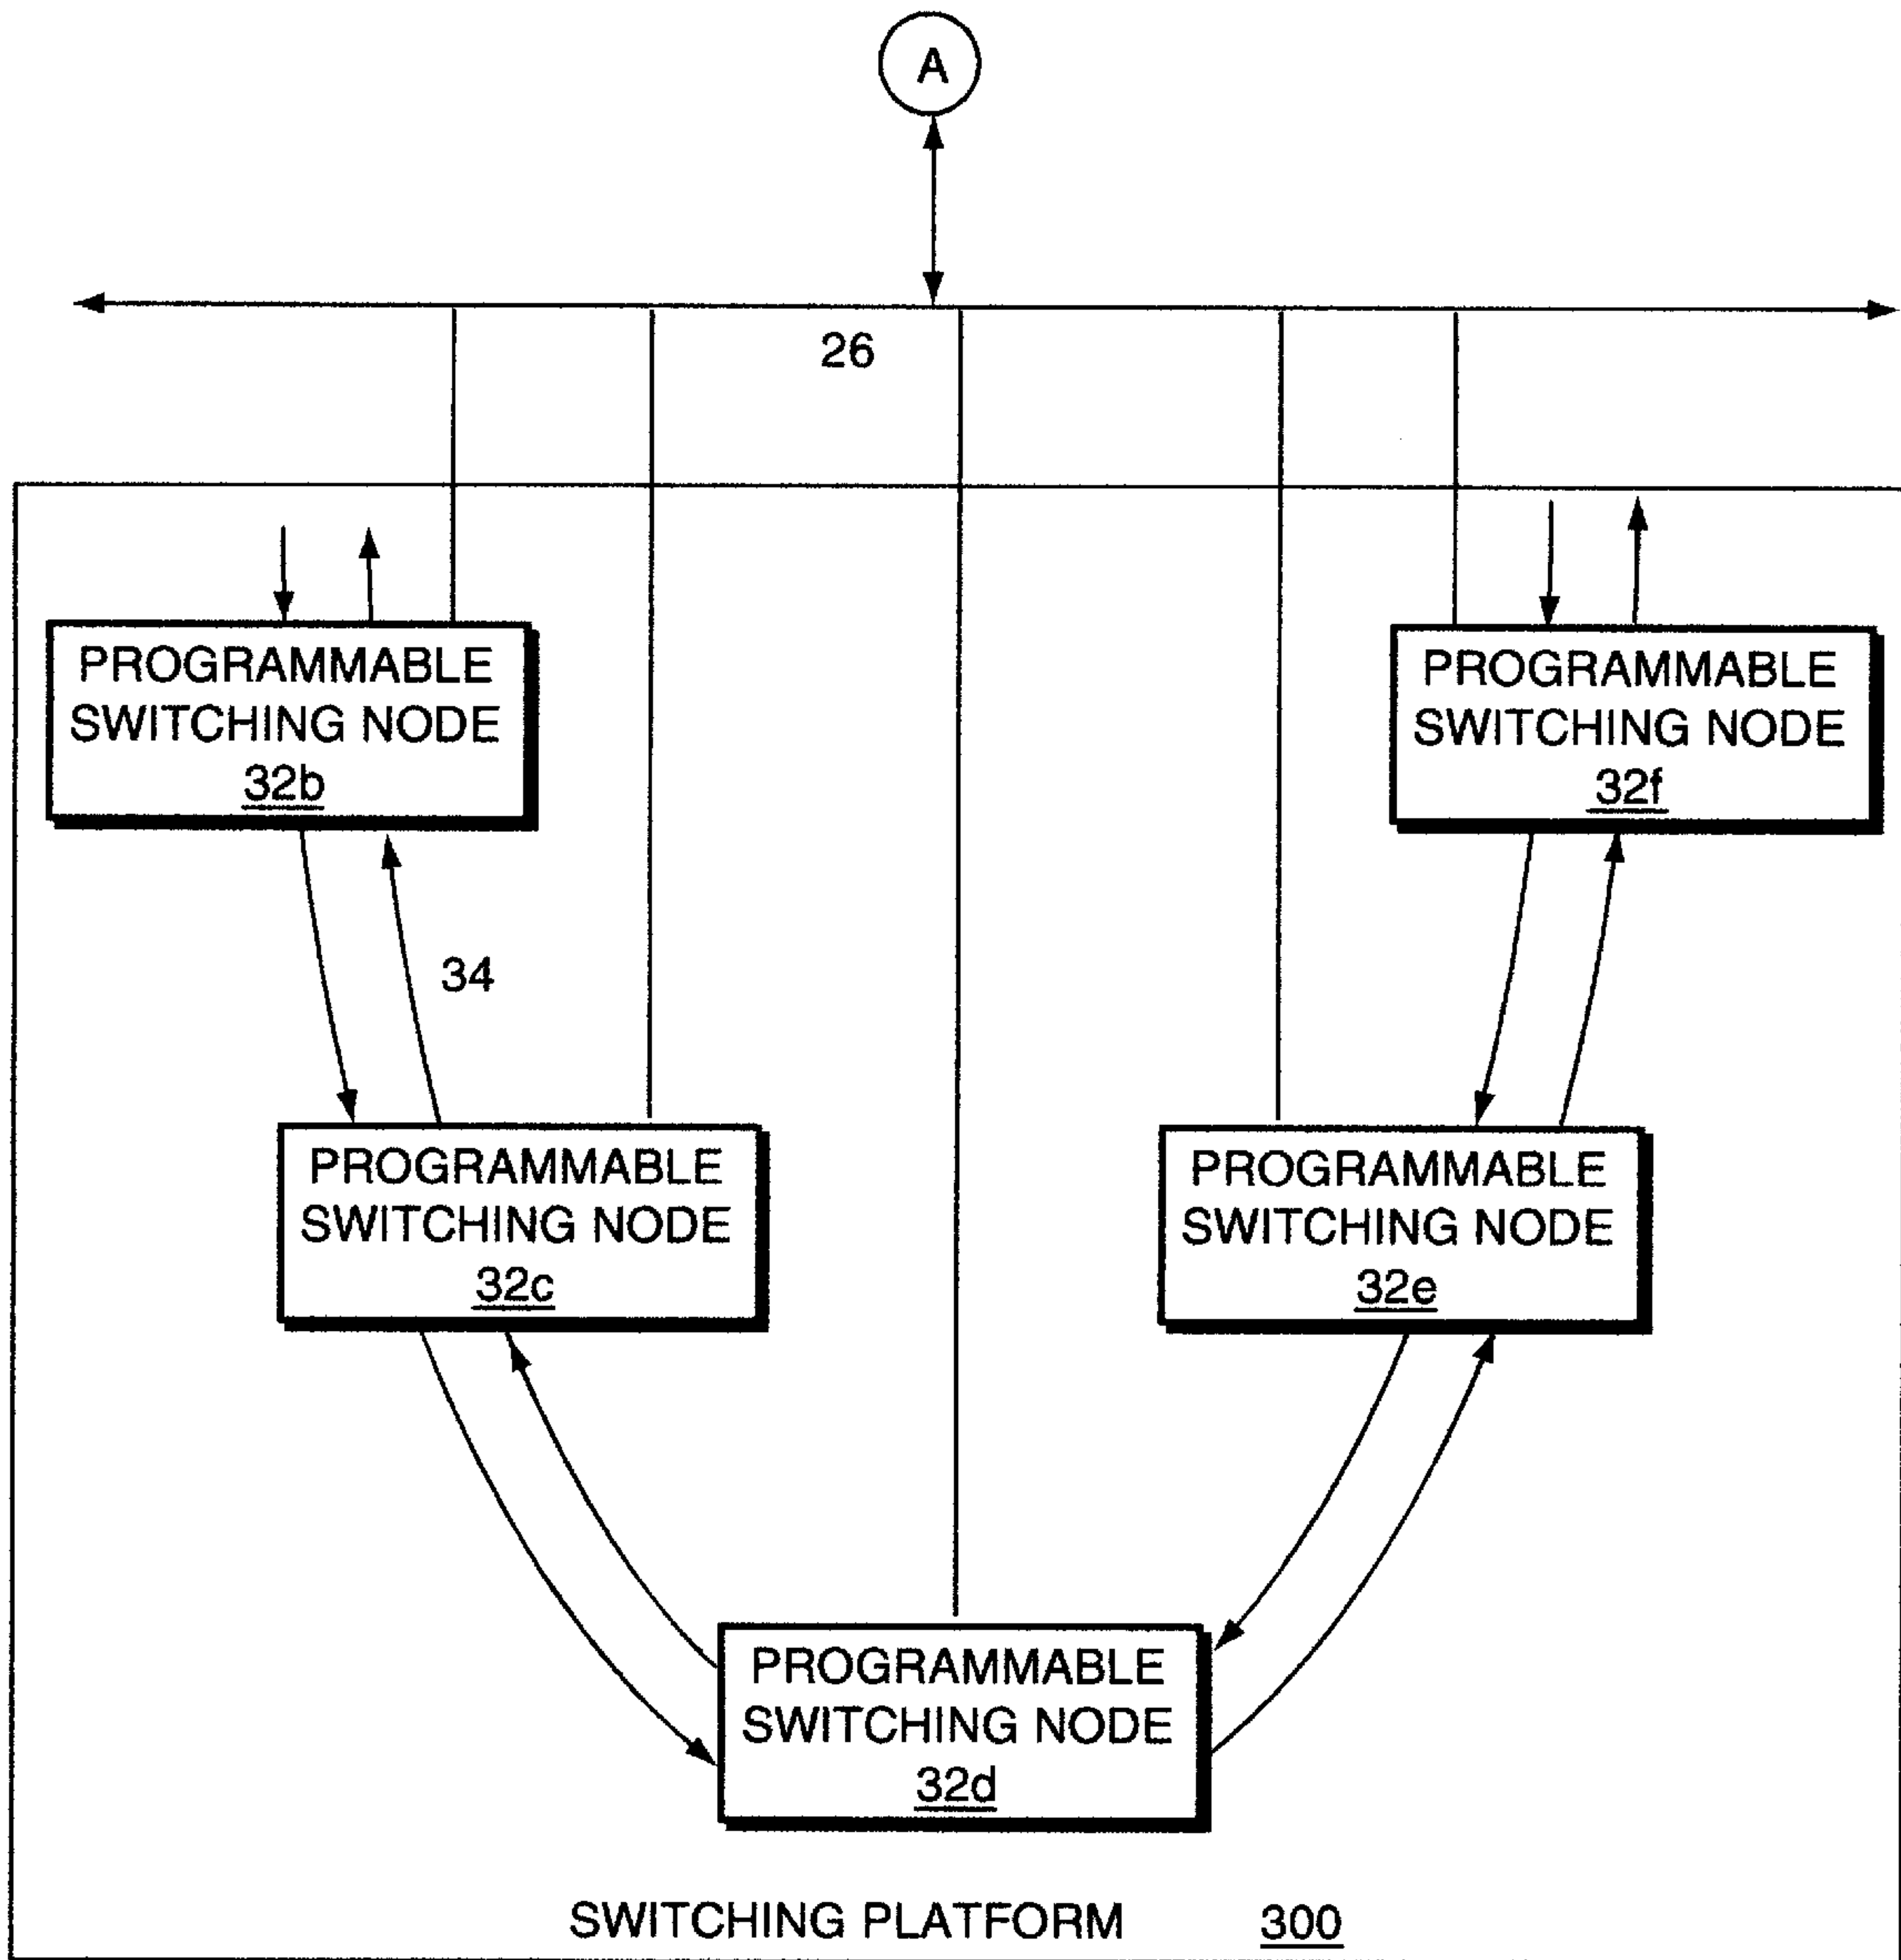 A
26
PROGRAMMABLE
SWITCHING NODE
32b
PROGRAMMABLE
SWITCHING NODE
32f
34
PROGRAMMABLE
SWITCHING NODE
32c
PROGRAMMABLE
SWITCHING NODE
32e
PROGRAMMABLE
SWITCHING NODE
32d
SWITCHING PLATFORM 300